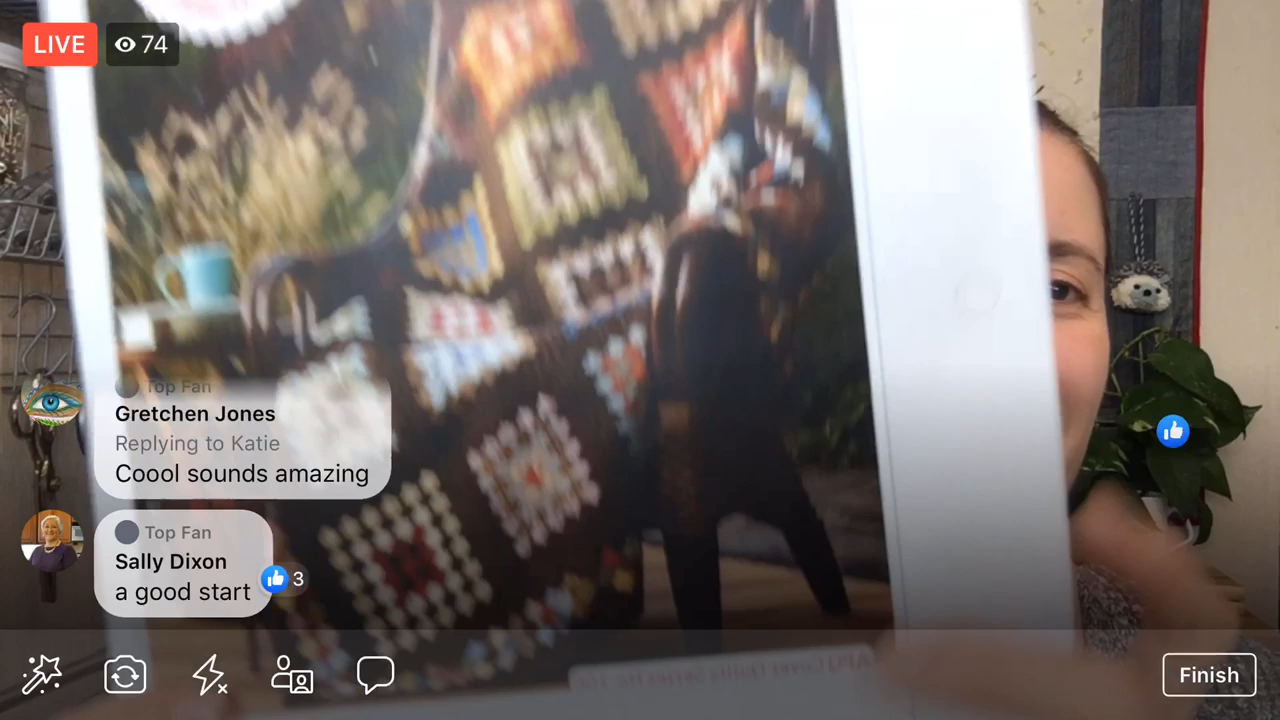 LIVE
74
Top Fan
Gretchen Jones
Replying to Katie
Coool sounds amazing
Top Fan
Sally Dixon
a good start
3
Finish